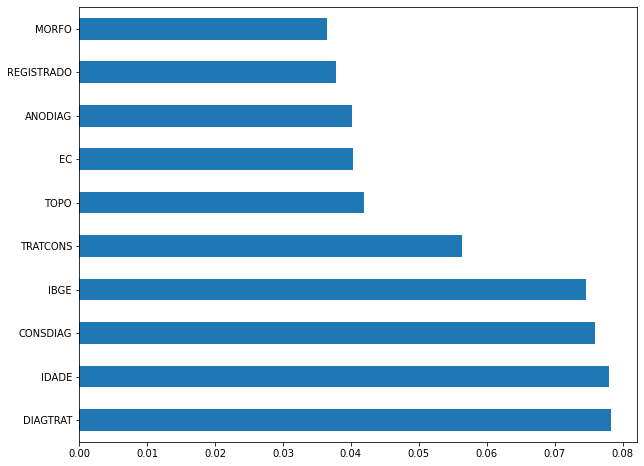 MORFO
REGISTRADO
ANODIAG
EC
TOPO
TRATCONS
IBGE
CONSDIAG
IDADE
DIAGTRAT
0.00 0.01 0.02 0.03 0.04 0.05 0.06 0.07 0.08